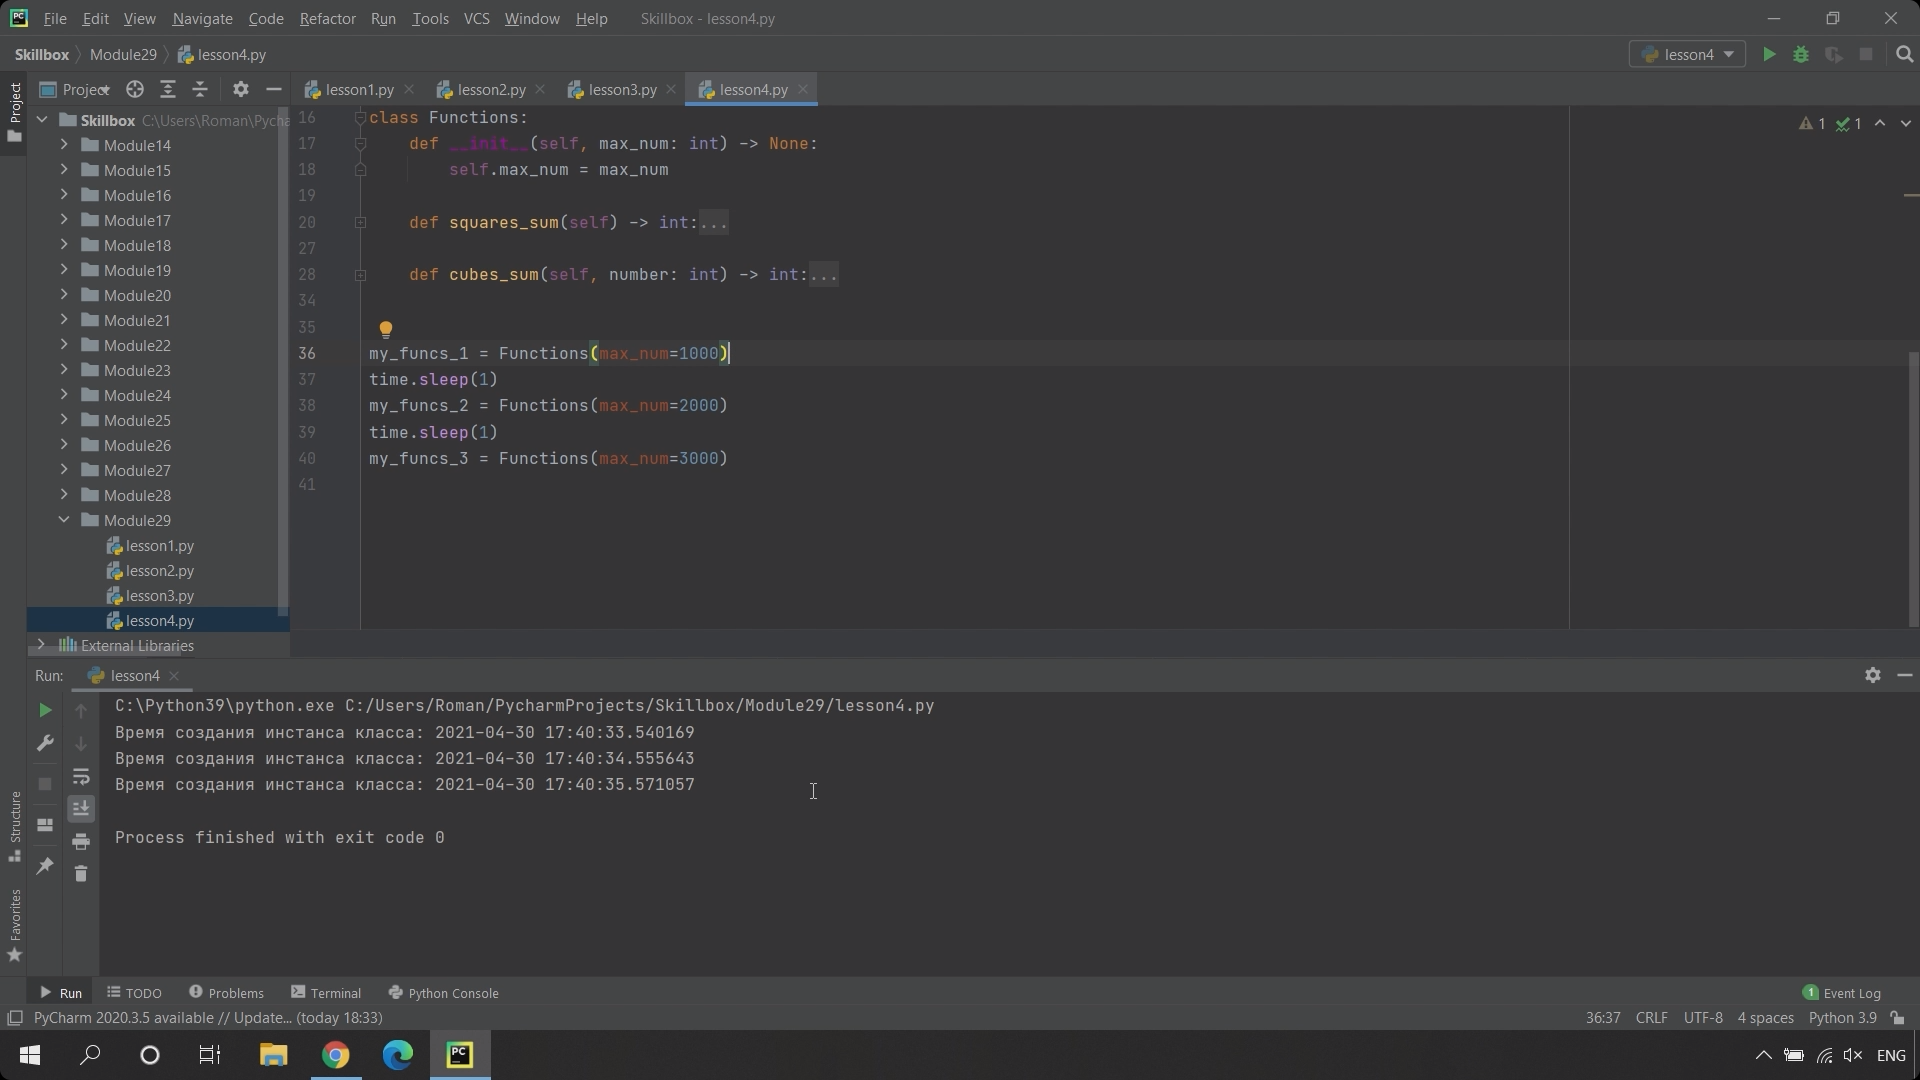 File Edit View Navigate Code Refactor Run Tools VCS Window Help Skillbox - lesson4.py
Skillbox Module29 lesson4.py lesson4
Project lesson1.py lesson2.py lesson3.py lesson4.py
Project
Skillbox C:\Users\Roman\Pycha
Module14
Module15
Module16
Module17
Module18
Module19
Module20
Module21
Module22
Module23
Module24
Module25
Module26
Module27
Module28
Module29
lesson1.py
lesson2.py
lesson3.py
lesson4.py
External Libraries
1 1
16 class Functions:
17 def __init__(self, max_num: int) -> None:
18 self.max_num = max_num
19
20 def squares_sum(self) -> int:...
27
28 def cubes_sum(self, number: int) -> int:...
34
35
36 my_funcs_1 = Functions(max_num=1000)
37 time.sleep(1)
38 my_funcs_2 = Functions(max_num=2000)
39 time.sleep(1)
40 my_funcs_3 = Functions(max_num=3000)
41
Run: lesson4
C:\Python39\python.exe C:/Users/Roman/PycharmProjects/Skillbox/Module29/lesson4.py
Время создания инстанса класса: 2021-04-30 17:40:33.540169
Время создания инстанса класса: 2021-04-30 17:40:34.555643
Время создания инстанса класса: 2021-04-30 17:40:35.571057
Process finished with exit code 0
Structure
Favorites
Run TODO Problems Terminal Python Console 1 Event Log
PyCharm 2020.3.5 available // Update... (today 18:33) 36:37 CRLF UTF-8 4 spaces Python 3.9
PC ENG